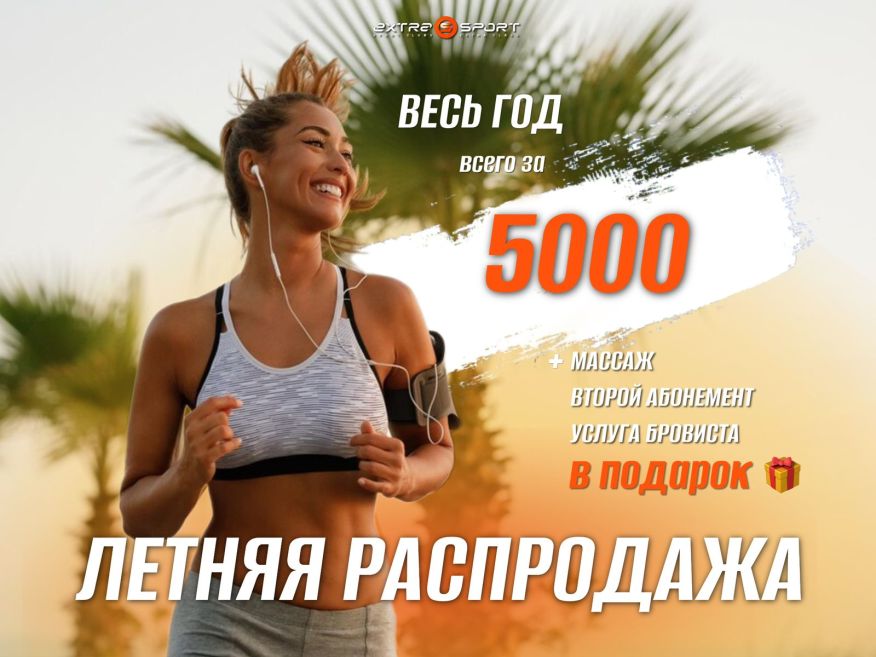 EXTRA SPORT
ВЕСЬ ГОД
всего за
5000
+ МАССАЖ
ВТОРОЙ АБОНЕМЕНТ
УСЛУГА БРОВИСТА
в подарок
ЛЕТНЯЯ РАСПРОДАЖА